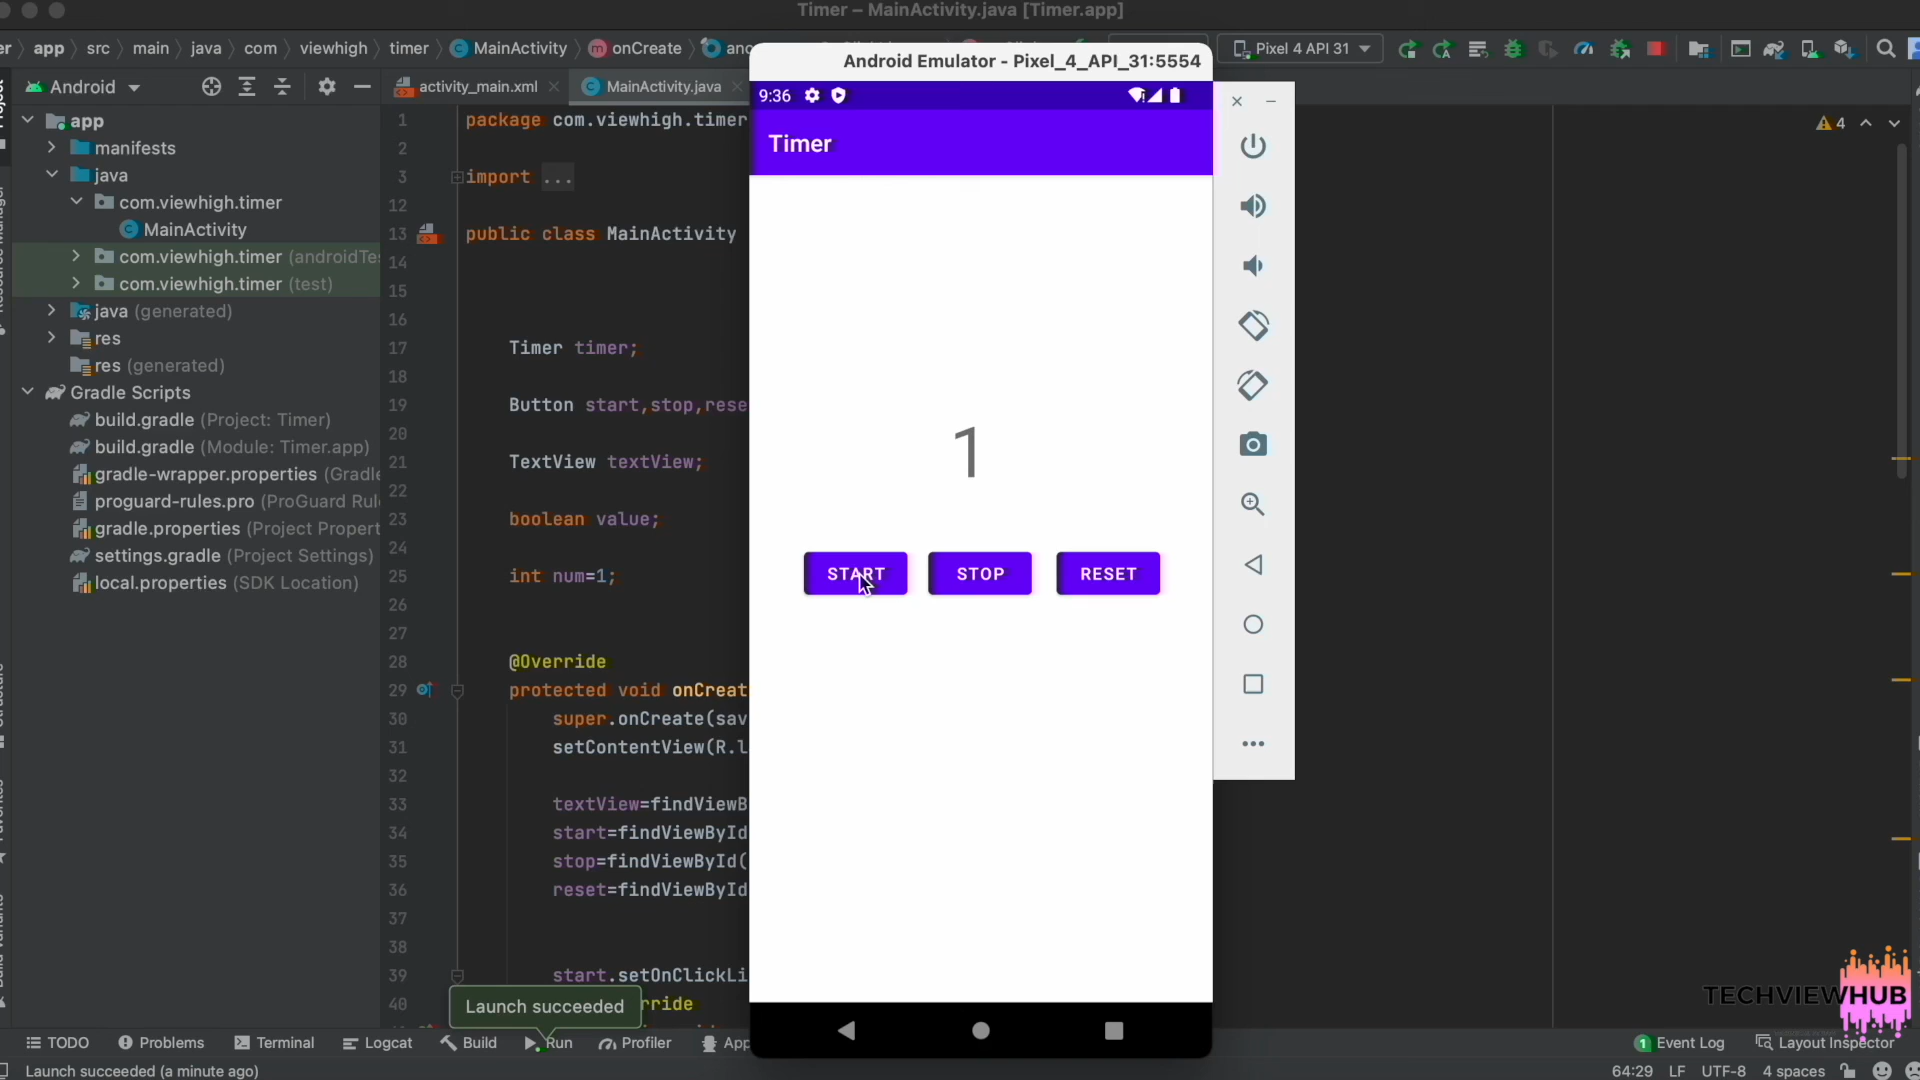 Timer – MainActivity.java [Timer.app]
er app src main java com viewhigh timer MainActivity onCreate
Pixel 4 API 31
Android Emulator - Pixel_4_API_31:5554
Android
activity_main.xml
MainActivity.java
9:36
Timer
4
app
manifests
java
com.viewhigh.timer
MainActivity
com.viewhigh.timer (androidTes
com.viewhigh.timer (test)
java (generated)
res
res (generated)
Gradle Scripts
build.gradle (Project: Timer)
build.gradle (Module: Timer.app)
gradle-wrapper.properties (Gradle
proguard-rules.pro (ProGuard Rul
gradle.properties (Project Propert
settings.gradle (Project Settings)
local.properties (SDK Location)
1 package com.viewhigh.timer
2
3 import ...
12
13 public class MainActivity
14
15
16
17 Timer timer;
18
19 Button start,stop,rese
20
21 TextView textView;
22
23 boolean value;
24
25 int num=1;
26
27
28 @Override
29 protected void onCreat
30 super.onCreate(sav
31 setContentView(R.l
32
33 textView=findViewB
34 start=findViewById
35 stop=findViewById(
36 reset=findViewById
37
38
39 start.setOnClickLi
40 rride
1
START STOP RESET
Launch succeeded
TECHVIEWHUB
TODO Problems Terminal Logcat Build Run Profiler App
1 Event Log Layout Inspector
Launch succeeded (a minute ago)
64:29 LF UTF-8 4 spaces